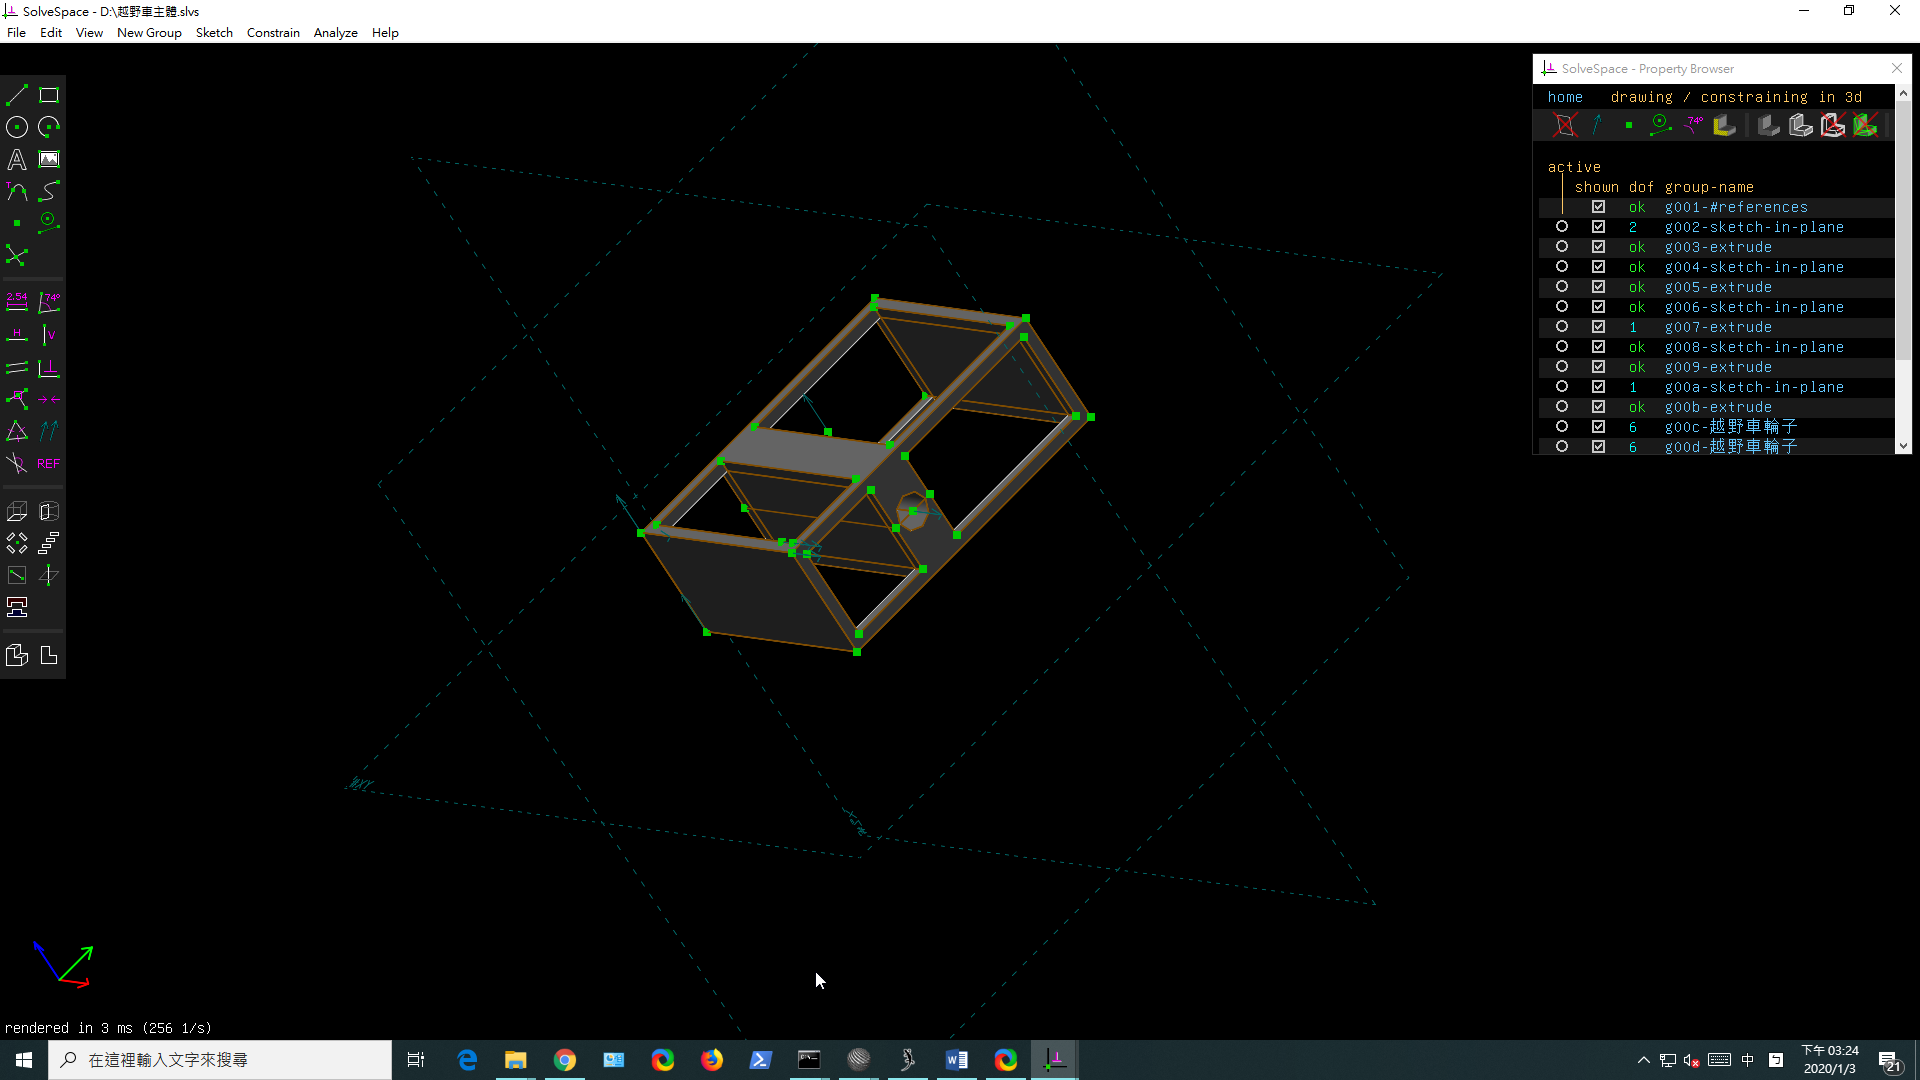 SolveSpace - D:\越野車主體.slvs
File Edit View New Group Sketch Constrain Analyze Help
SolveSpace - Property Browser
home drawing / constraining in 3d
74°
active
shown dof group-name
ok g001-#references
2 g002-sketch-in-plane
ok g003-extrude
ok g004-sketch-in-plane
ok g005-extrude
ok g006-sketch-in-plane
1 g007-extrude
ok g008-sketch-in-plane
ok g009-extrude
1 g00a-sketch-in-plane
ok g00b-extrude
6 g00c-越野車輪子
6 g00d-越野車輪子
A
T
2.54 74°
H V
REF
rendered in 3 ms (256 1/s)
在這裡輸入文字來搜尋
中
下午 03:24
2020/1/3
21